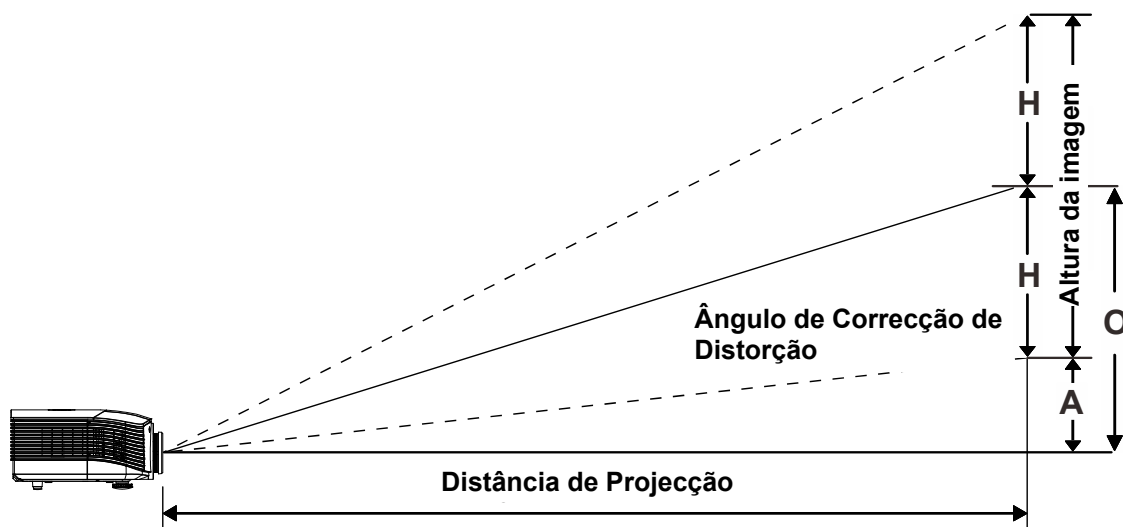 H
Altura da imagem
H
O
Ângulo de Correcção de
Distorção
A
Distância de Projecção